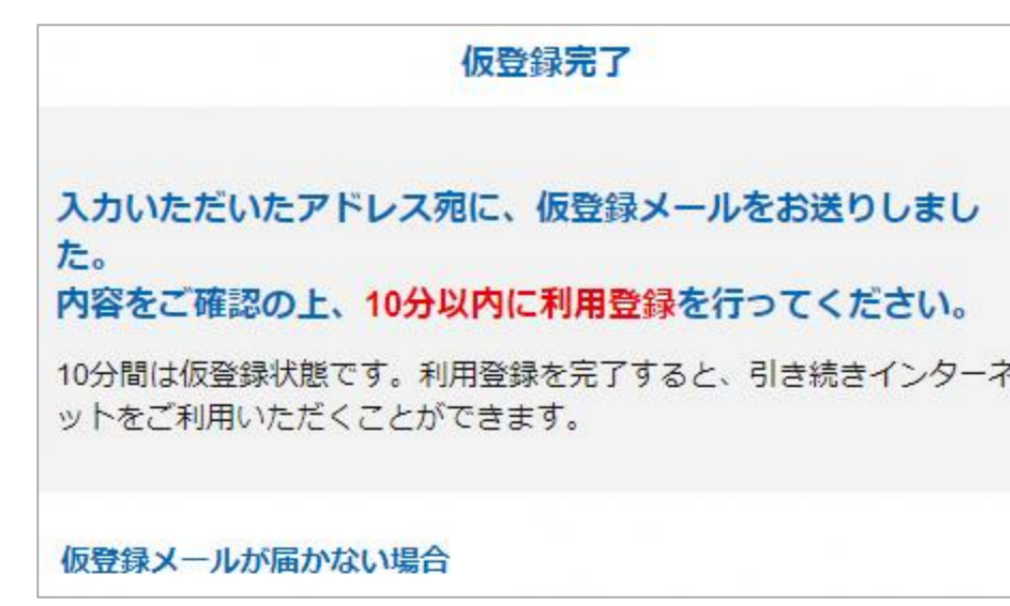 仮登録完了
入力いただいたアドレス宛に、仮登録メールをお送りしまし
た。
内容をご確認の上、10分以内に利用登録を行ってください。
10分間は仮登録状態です。利用登録を完了すると、引き続きインターネ
ットをご利用いただくことができます。
仮登録メールが届かない場合